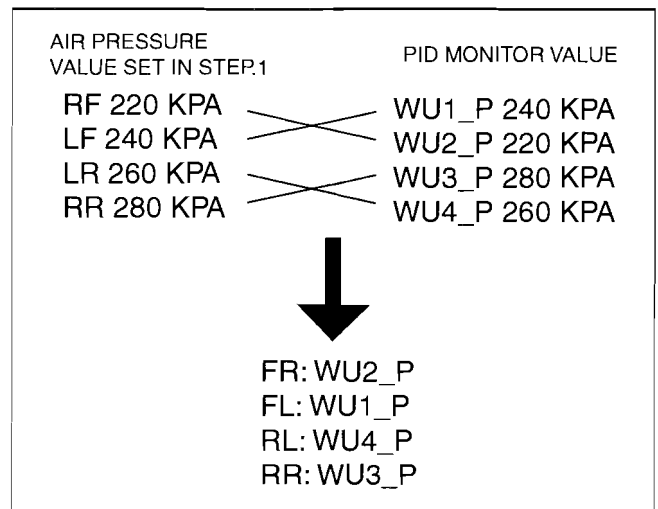 AIR PRESSURE
VALUE SET IN STEP.1
RF 220 KPA
LF 240 KPA
LR 260 KPA
RR 280 KPA
PID MONITOR VALUE
WU1_P 240 KPA
WU2_P 220 KPA
WU3_P 280 KPA
WU4_P 260 KPA
FR: WU2_P
FL: WU1_P
RL: WU4_P
RR: WU3_P